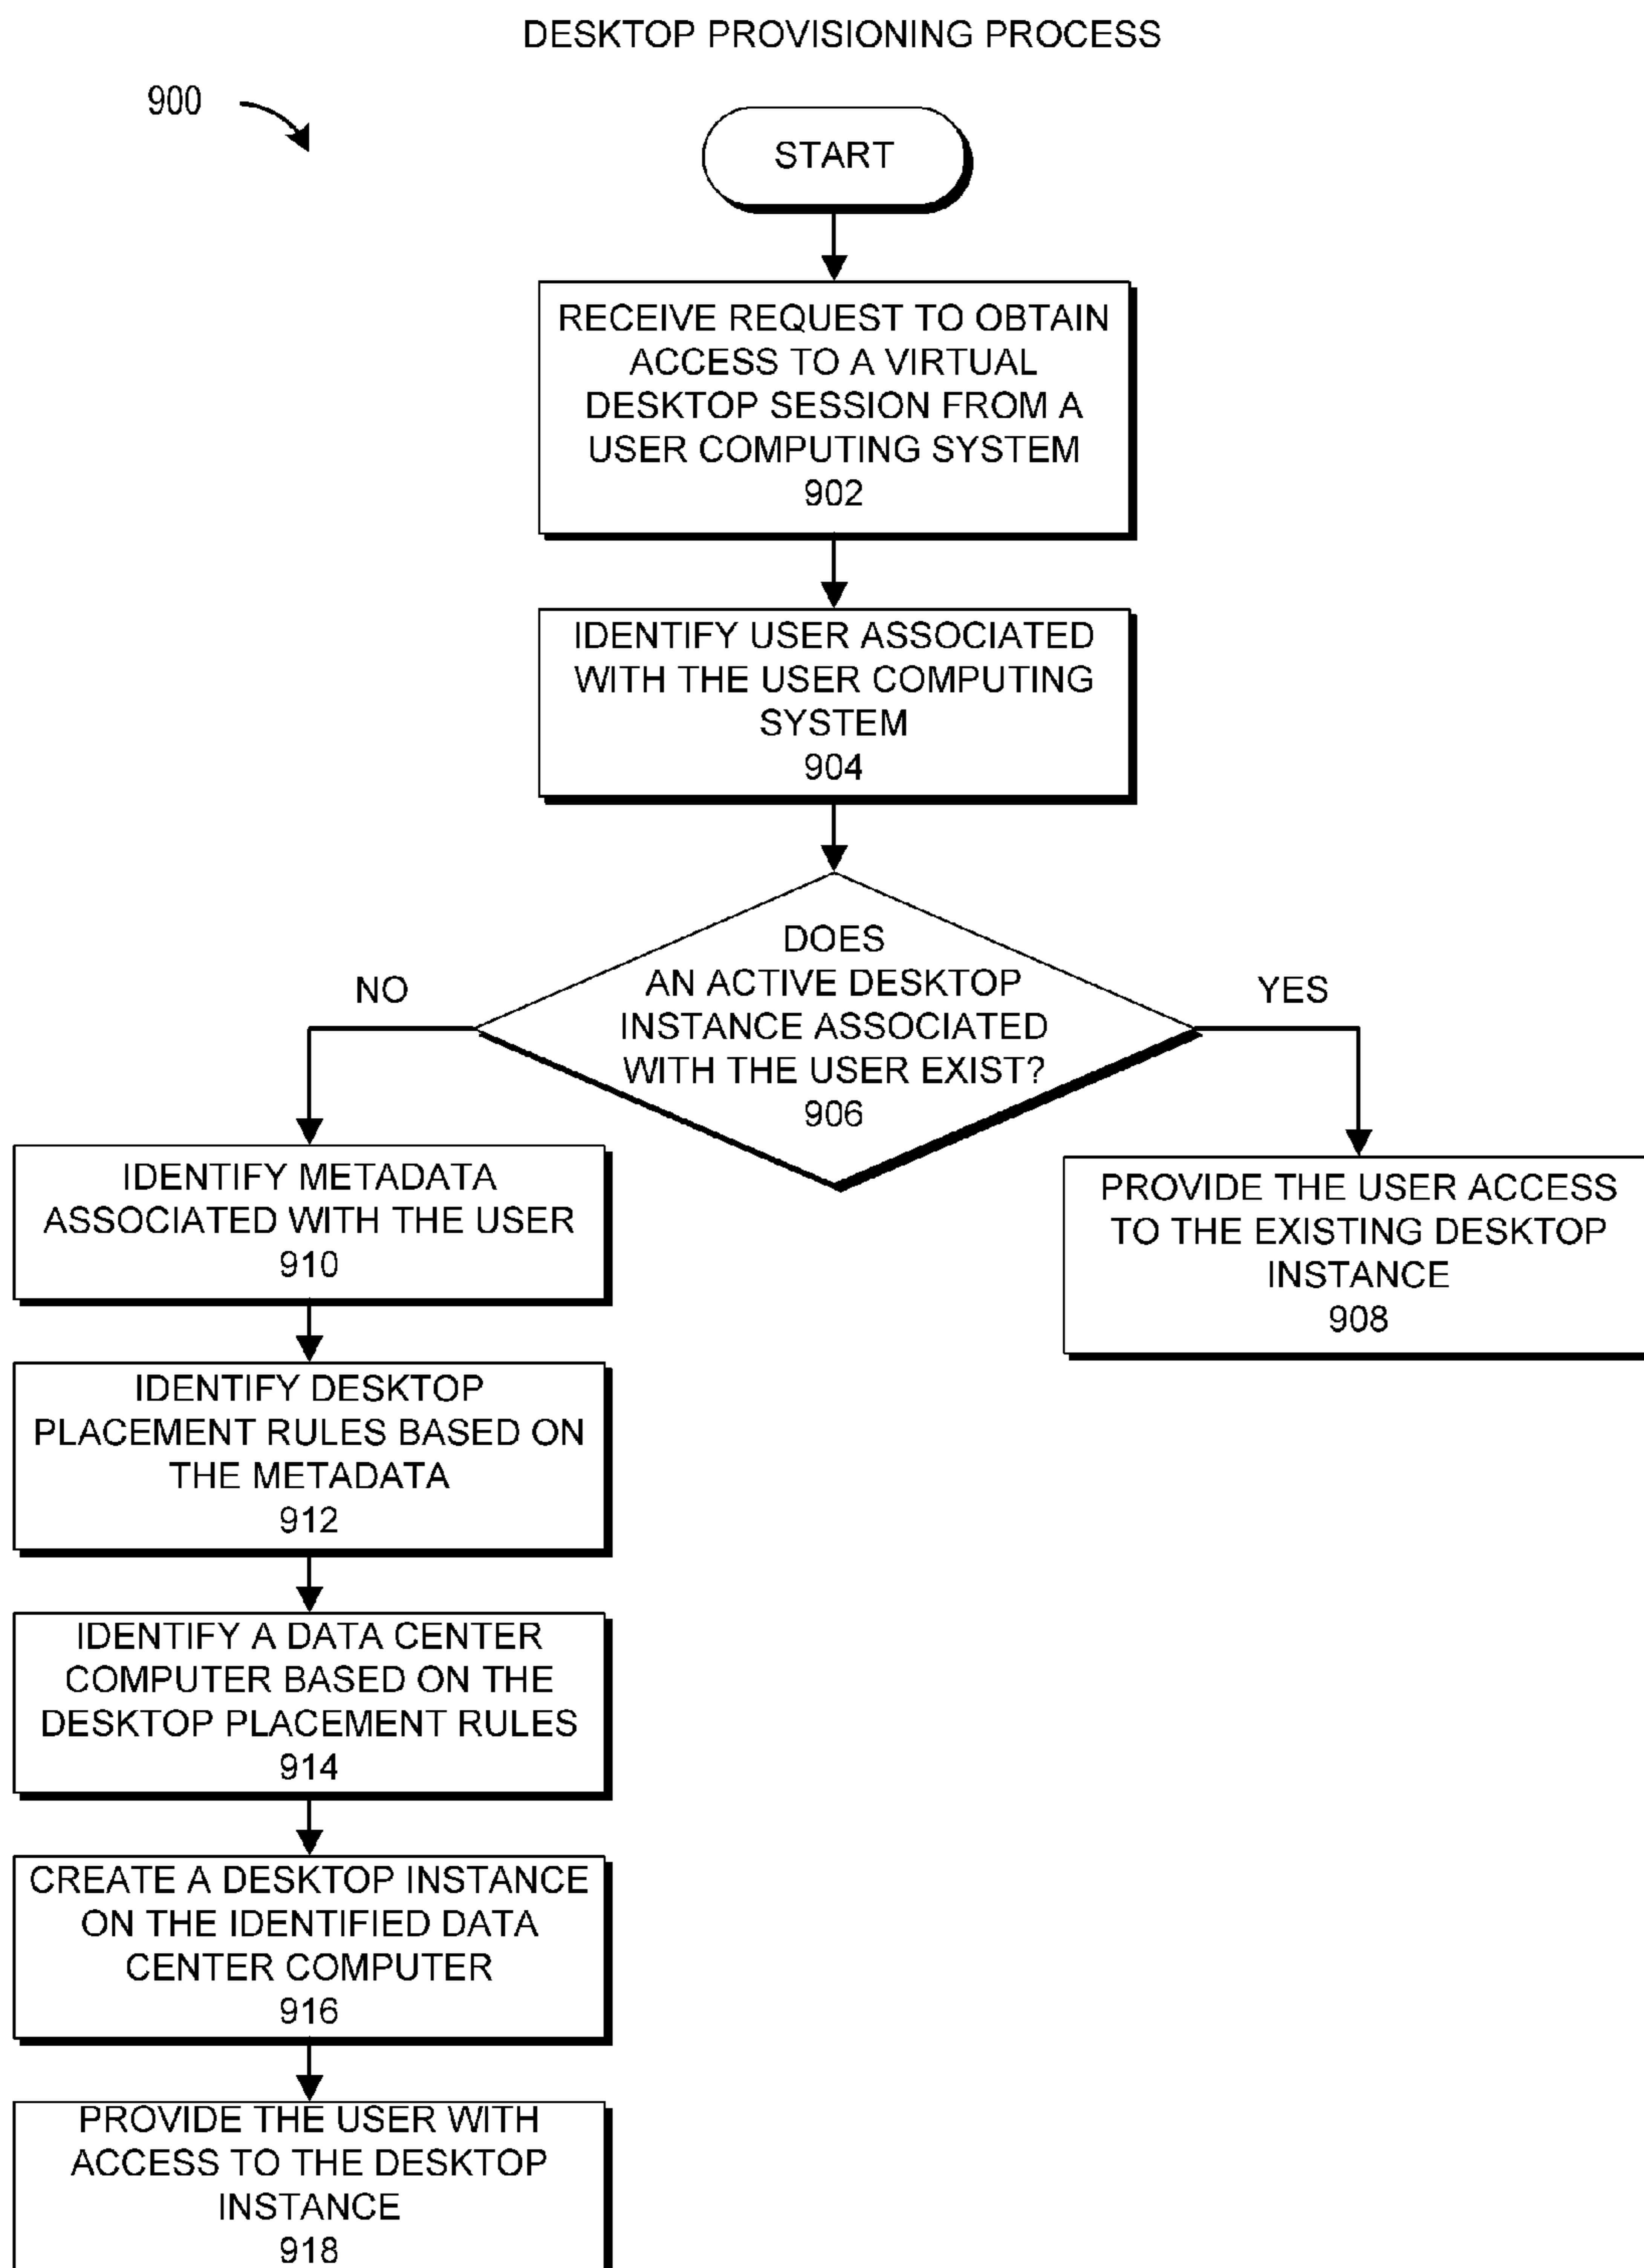 DESKTOP PROVISIONING PROCESS
900
START
RECEIVE REQUEST TO OBTAIN
ACCESS TO A VIRTUAL
DESKTOP SESSION FROM A
USER COMPUTING SYSTEM
902
IDENTIFY USER ASSOCIATED
WITH THE USER COMPUTING
SYSTEM
904
DOES
AN ACTIVE DESKTOP
INSTANCE ASSOCIATED
WITH THE USER EXIST?
906
NO
YES
IDENTIFY METADATA
ASSOCIATED WITH THE USER
910
PROVIDE THE USER ACCESS
TO THE EXISTING DESKTOP
INSTANCE
908
IDENTIFY DESKTOP
PLACEMENT RULES BASED ON
THE METADATA
912
IDENTIFY A DATA CENTER
COMPUTER BASED ON THE
DESKTOP PLACEMENT RULES
914
CREATE A DESKTOP INSTANCE
ON THE IDENTIFIED DATA
CENTER COMPUTER
916
PROVIDE THE USER WITH
ACCESS TO THE DESKTOP
INSTANCE
918